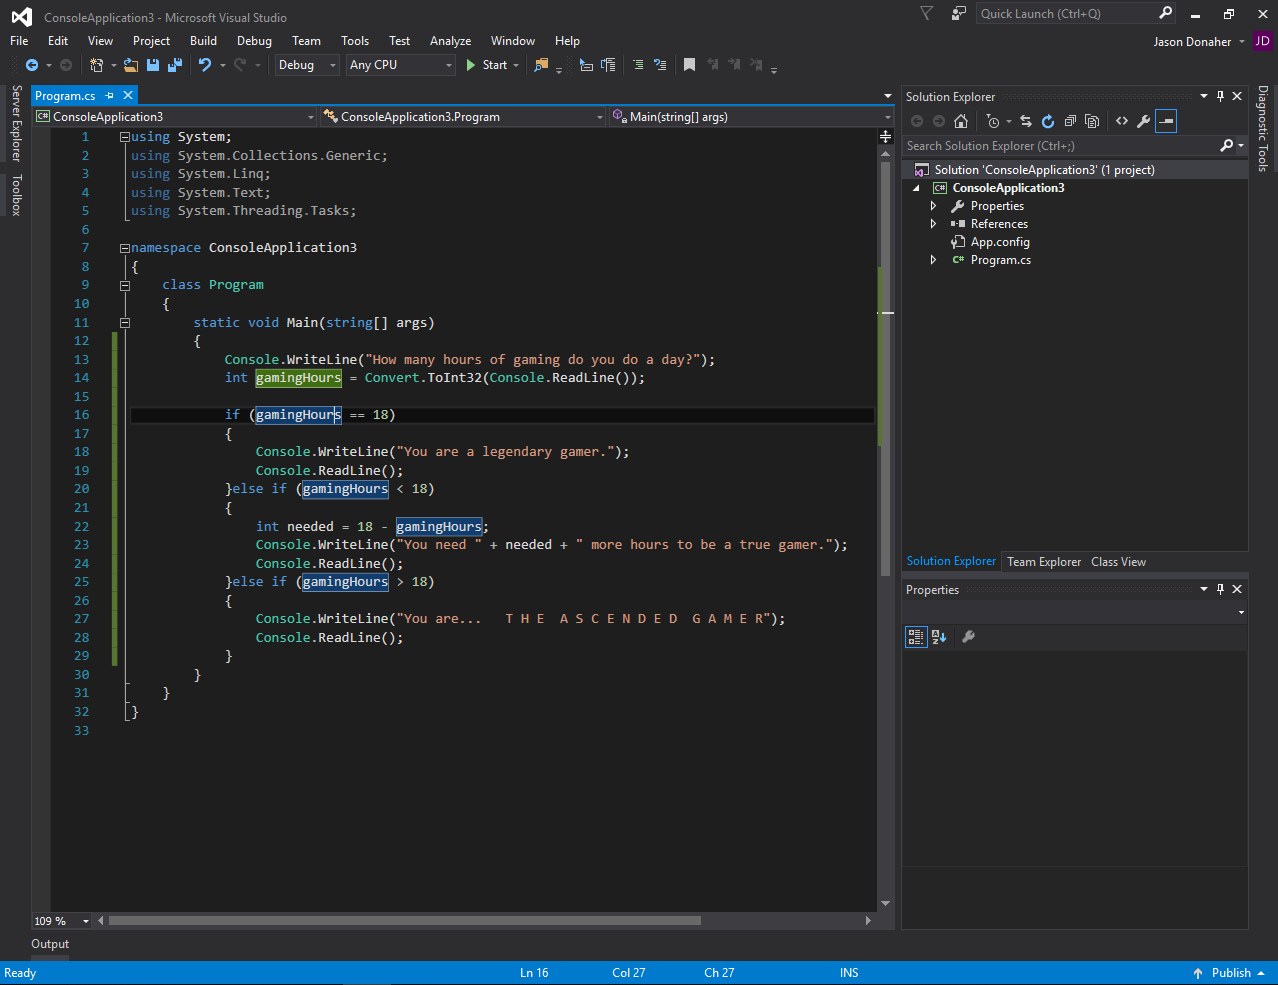 ConsoleApplication3 - Microsoft Visual Studio
Quick Launch (Ctrl+Q)
File Edit View Project Build Debug Team Tools Test Analyze Window Help
Jason Donaher JD
Debug Any CPU Start
Server Explorer
Toolbox
Program.cs
ConsoleApplication3 ConsoleApplication3.Program Main(string[] args)
1 using System;
2 using System.Collections.Generic;
3 using System.Linq;
4 using System.Text;
5 using System.Threading.Tasks;
6
7 namespace ConsoleApplication3
8 {
9 class Program
10 {
11 static void Main(string[] args)
12 {
13 Console.WriteLine("How many hours of gaming do you do a day?");
14 int gamingHours = Convert.ToInt32(Console.ReadLine());
15
16 if (gamingHours == 18)
17 {
18 Console.WriteLine("You are a legendary gamer.");
19 Console.ReadLine();
20 }else if (gamingHours < 18)
21 {
22 int needed = 18 - gamingHours;
23 Console.WriteLine("You need " + needed + " more hours to be a true gamer.");
24 Console.ReadLine();
25 }else if (gamingHours > 18)
26 {
27 Console.WriteLine("You are...   T H E  A S C E N D E D  G A M E R");
28 Console.ReadLine();
29 }
30 }
31 }
32 }
33
109 %
Solution Explorer
Search Solution Explorer (Ctrl+;)
Solution 'ConsoleApplication3' (1 project)
C# ConsoleApplication3
Properties
References
App.config
C# Program.cs
Solution Explorer Team Explorer Class View
Properties
Diagnostic Tools
Output
Ready Ln 16 Col 27 Ch 27 INS Publish